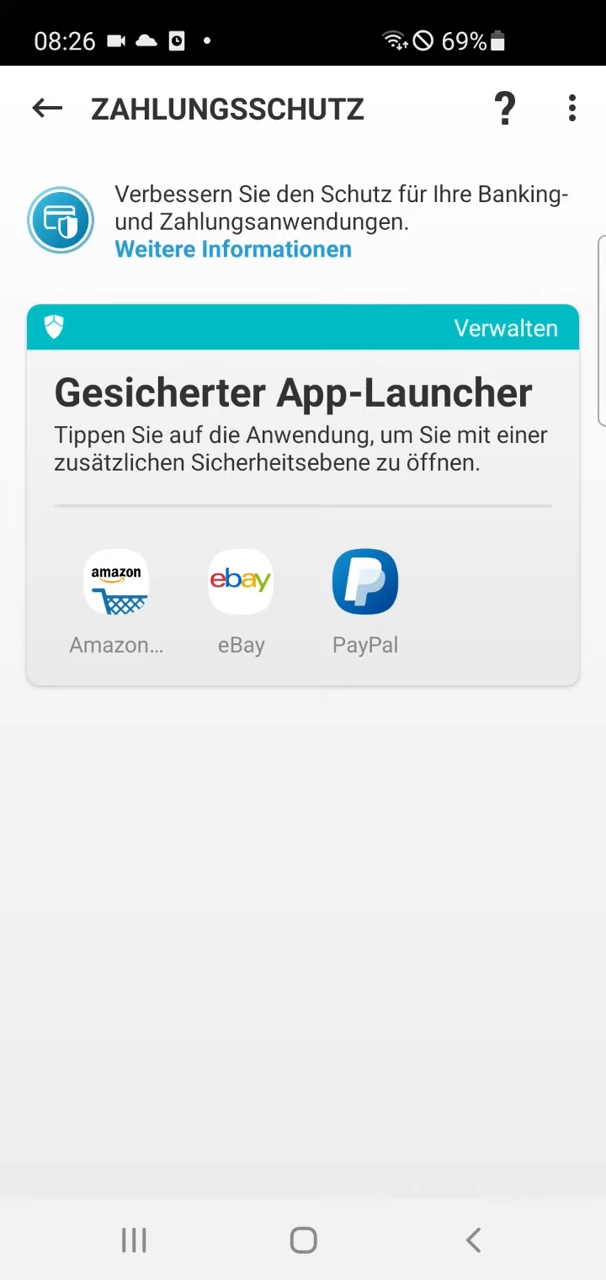 08:26
69%
ZAHLUNGSSCHUTZ
?
Verbessern Sie den Schutz für Ihre Banking-
und Zahlungsanwendungen.
Weitere Informationen
Verwalten
Gesicherter App-Launcher
Tippen Sie auf die Anwendung, um Sie mit einer
zusätzlichen Sicherheitsebene zu öffnen.
amazon
ebay
Amazon...
eBay
PayPal